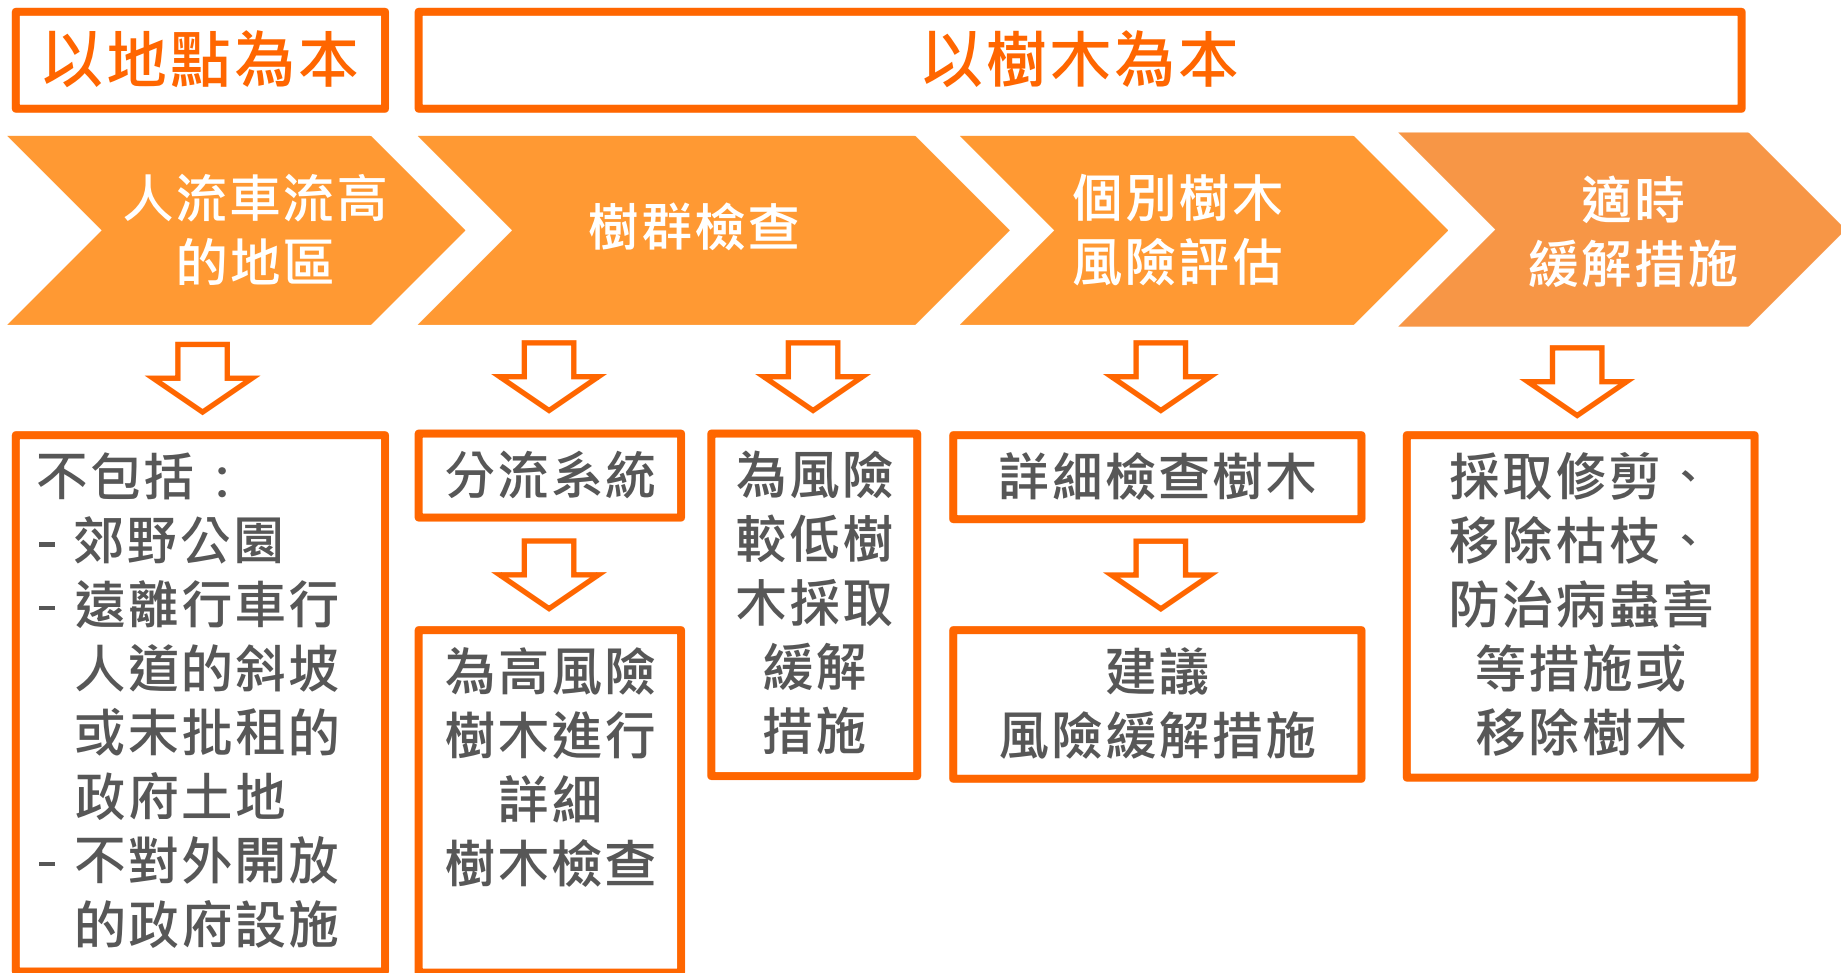 以地點為本
以樹木為本
人流車流高
的地區
樹群檢查
個別樹木
風險評估
適時
緩解措施
不包括：
- 郊野公園
- 遠離行車行
人道的斜坡
或未批租的
政府土地
- 不對外開放
的政府設施
分流系統
為高風險
樹木進行
詳細
樹木檢查
為風險
較低樹
木採取
緩解
措施
詳細檢查樹木
建議
風險緩解措施
採取修剪、
移除枯枝、
防治病蟲害
等措施或
移除樹木